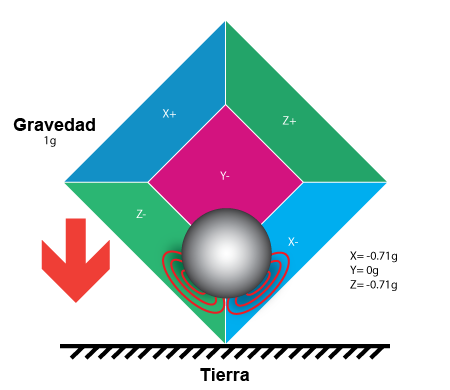 X+
Z+
Gravedad
1g
Y-
Z-
X-
X= -0.71g
Y= 0g
Z= -0.71g
Tierra